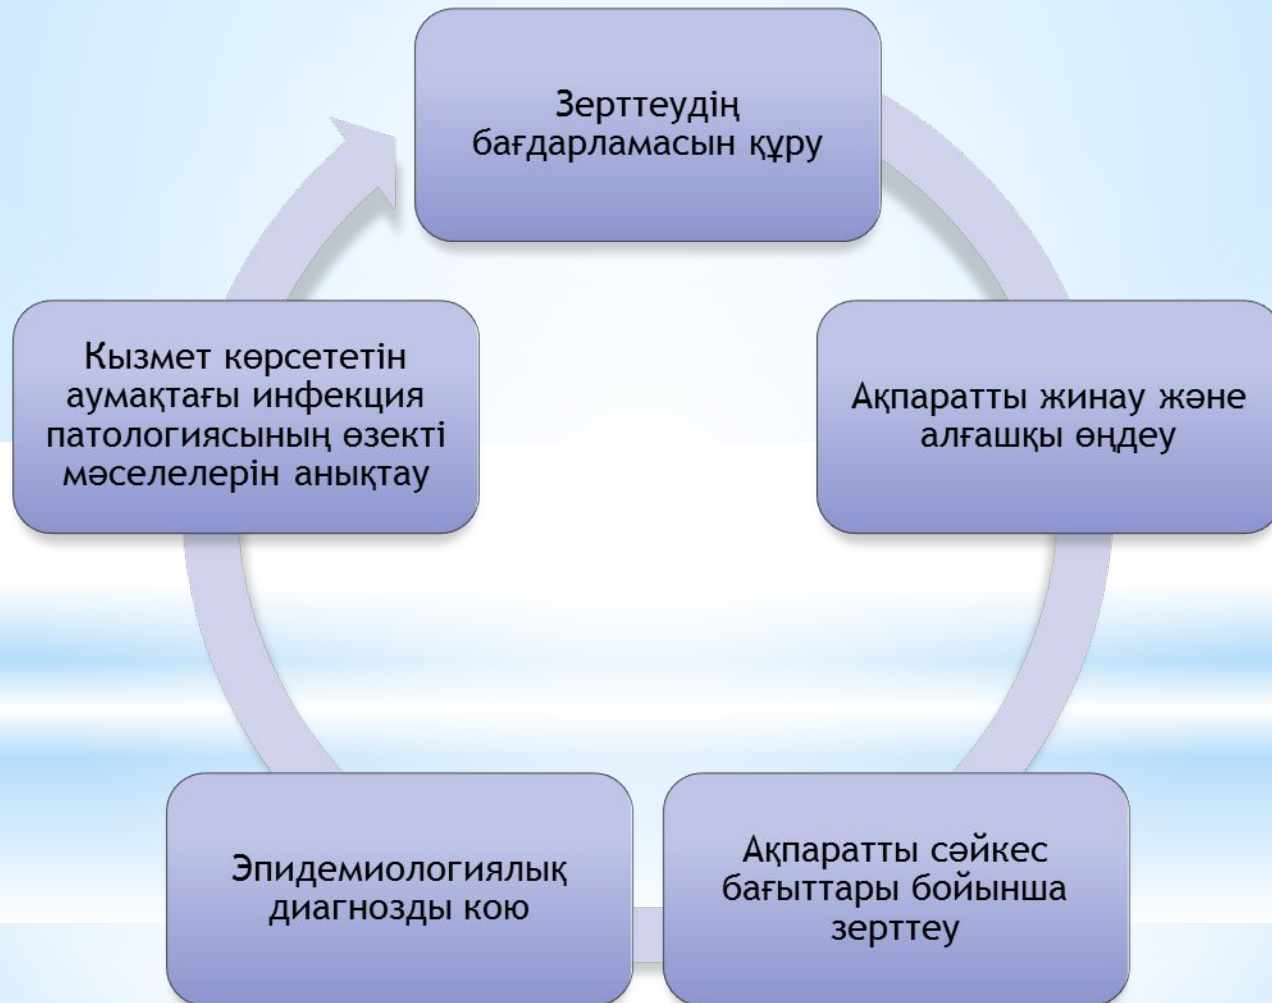 Зерттеудің
бағдарламасын құру
Ақпаратты жинау және
алғашқы өңдеу
Ақпаратты сәйкес
бағыттары бойынша
зерттеу
Эпидемиологиялық
диагнозды кою
Кызмет көрсететін
аумақтағы инфекция
патологиясының өзекті
мәселелерін анықтау